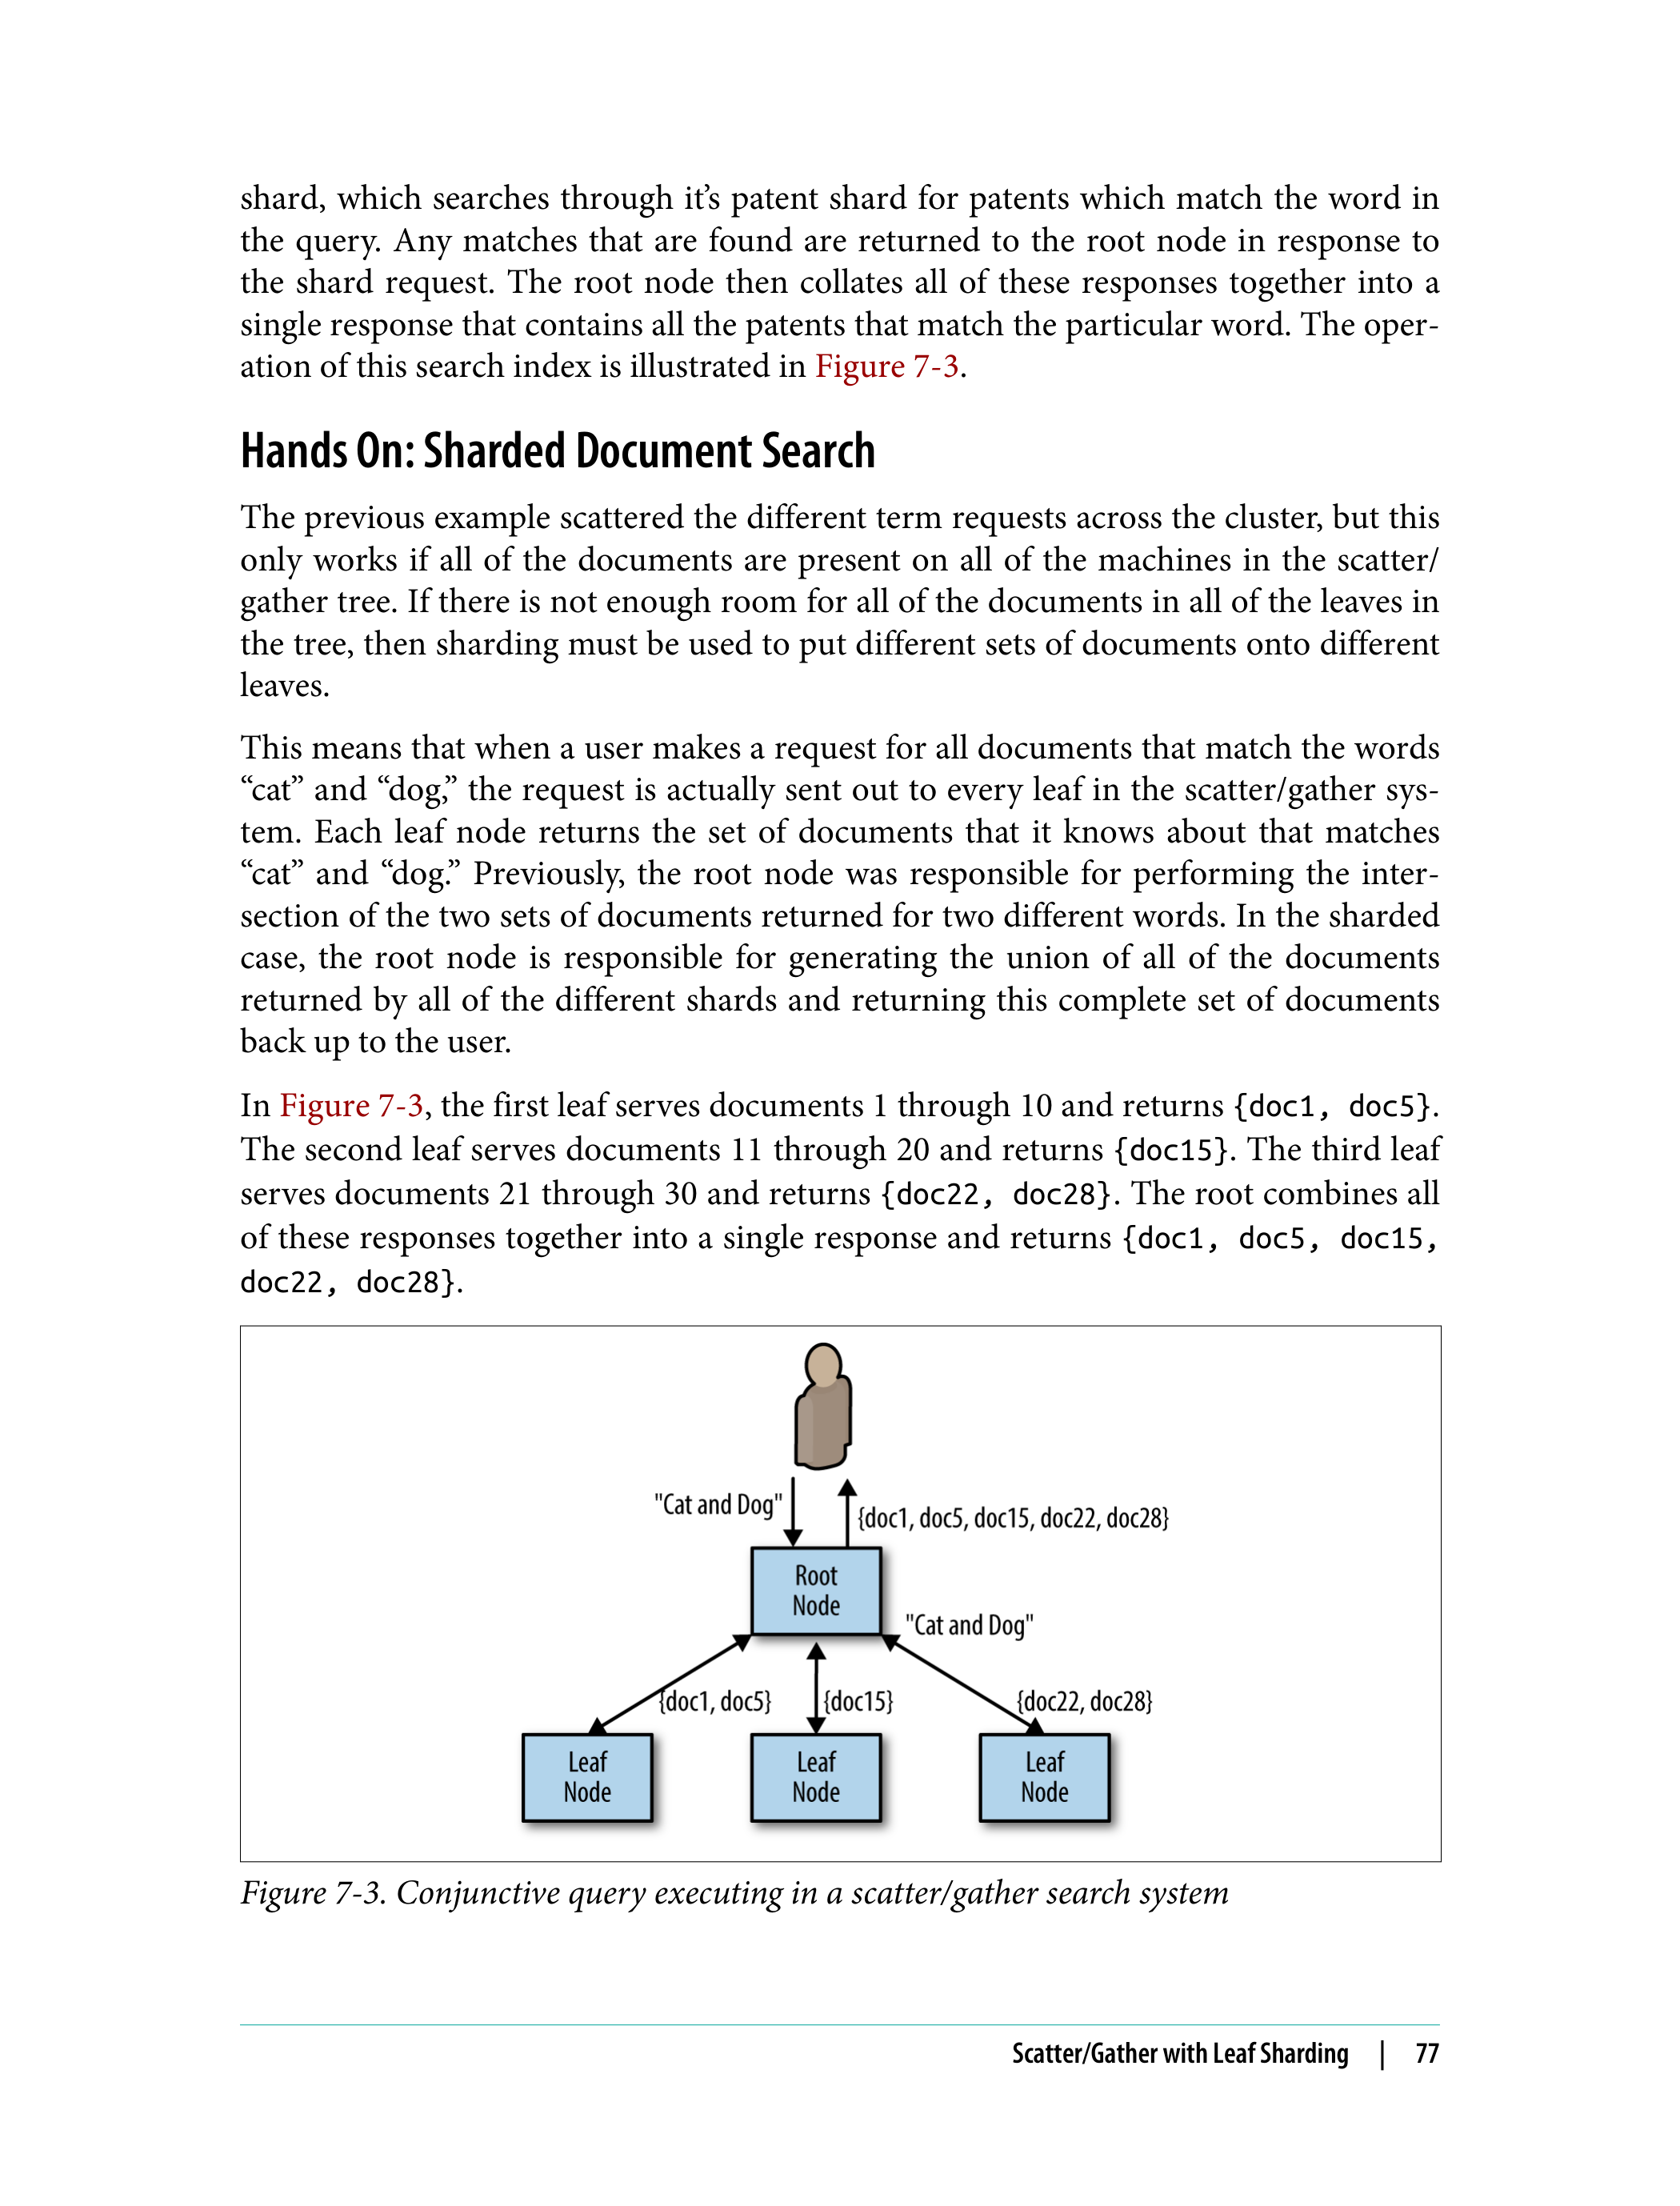 shard, which searches through it’s patent shard for patents which match the word in
the query. Any matches that are found are returned to the root node in response to
the shard request. The root node then collates all of these responses together into a
single response that contains all the patents that match the particular word. The oper-
ation of this search index is illustrated in Figure 7-3.
Hands On: Sharded Document Search
The previous example scattered the different term requests across the cluster, but this
only works if all of the documents are present on all of the machines in the scatter/
gather tree. If there is not enough room for all of the documents in all of the leaves in
the tree, then sharding must be used to put different sets of documents onto different
leaves.
This means that when a user makes a request for all documents that match the words
“cat” and “dog,” the request is actually sent out to every leaf in the scatter/gather sys-
tem. Each leaf node returns the set of documents that it knows about that matches
“cat” and “dog.” Previously, the root node was responsible for performing the inter-
section of the two sets of documents returned for two different words. In the sharded
case, the root node is responsible for generating the union of all of the documents
returned by all of the different shards and returning this complete set of documents
back up to the user.
In Figure 7-3, the first leaf serves documents 1 through 10 and returns {doc1, doc5}.
The second leaf serves documents 11 through 20 and returns {doc15}. The third leaf
serves documents 21 through 30 and returns {doc22, doc28}. The root combines all
of these responses together into a single response and returns {doc1, doc5, doc15,
doc22, doc28}.
"Cat and Dog"
{doc1, doc5, doc15, doc22, doc28}
Root
Node
"Cat and Dog"
{doc1, doc5}
{doc15}
{doc22, doc28}
Leaf
Node
Leaf
Node
Leaf
Node
Figure 7-3. Conjunctive query executing in a scatter/gather search system
Scatter/Gather with Leaf Sharding | 77